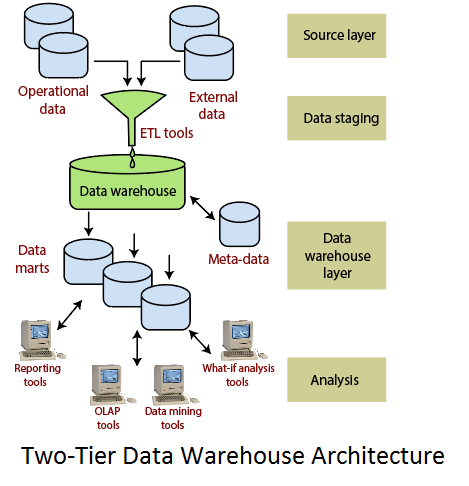 Source layer
Operational
data
External
data
ETL tools
Data staging
Data warehouse
Data
marts
Meta-data
Data
warehouse
layer
Reporting
tools
What-if analysis
tools
OLAP
tools
Data mining
tools
Analysis
Two-Tier Data Warehouse Architecture